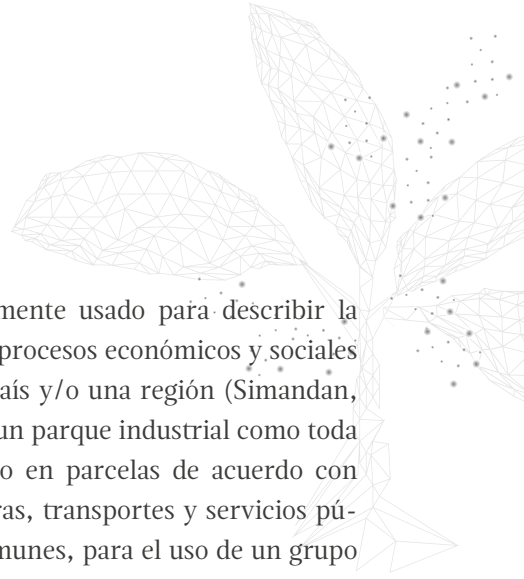 mente usado para describir la
procesos económicos y sociales
aís y/o una región (Simandan,
un parque industrial como toda
o en parcelas de acuerdo con
ras, transportes y servicios pú-
munes, para el uso de un grupo